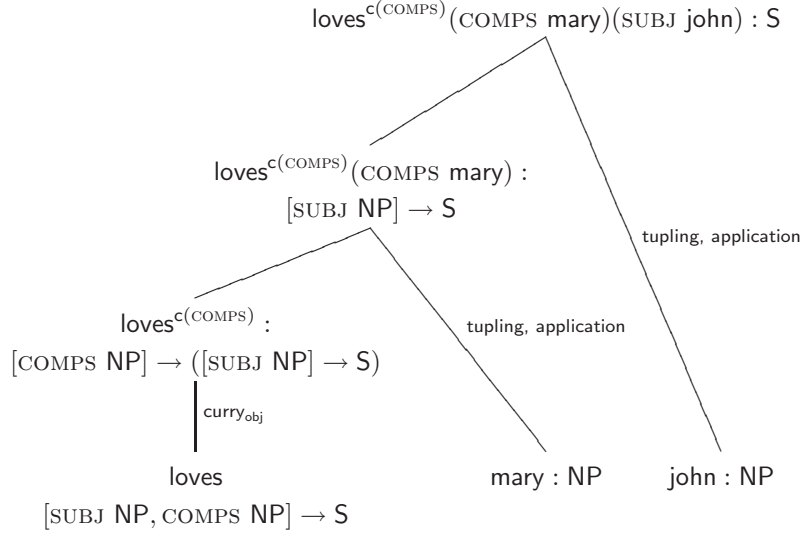 loves^c(COMPS)(COMPS mary)(SUBJ john) : S
loves^c(COMPS)(COMPS mary) :
[SUBJ NP] → S
tupling, application
loves^c(COMPS) :
tupling, application
[COMPS NP] → ([SUBJ NP] → S)
curry_obj
loves
mary : NP
john : NP
[SUBJ NP, COMPS NP] → S